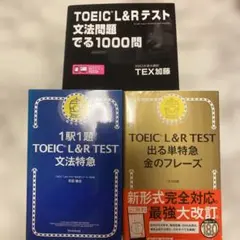 TOEIC® L&Rテスト
文法問題
でる1000問
TEX加藤
1駅1題
TOEIC® L&R TEST
文法特急
TOEIC® L&R TEST
出る単特急
金のフレーズ
新形式完全対応
最強大改訂